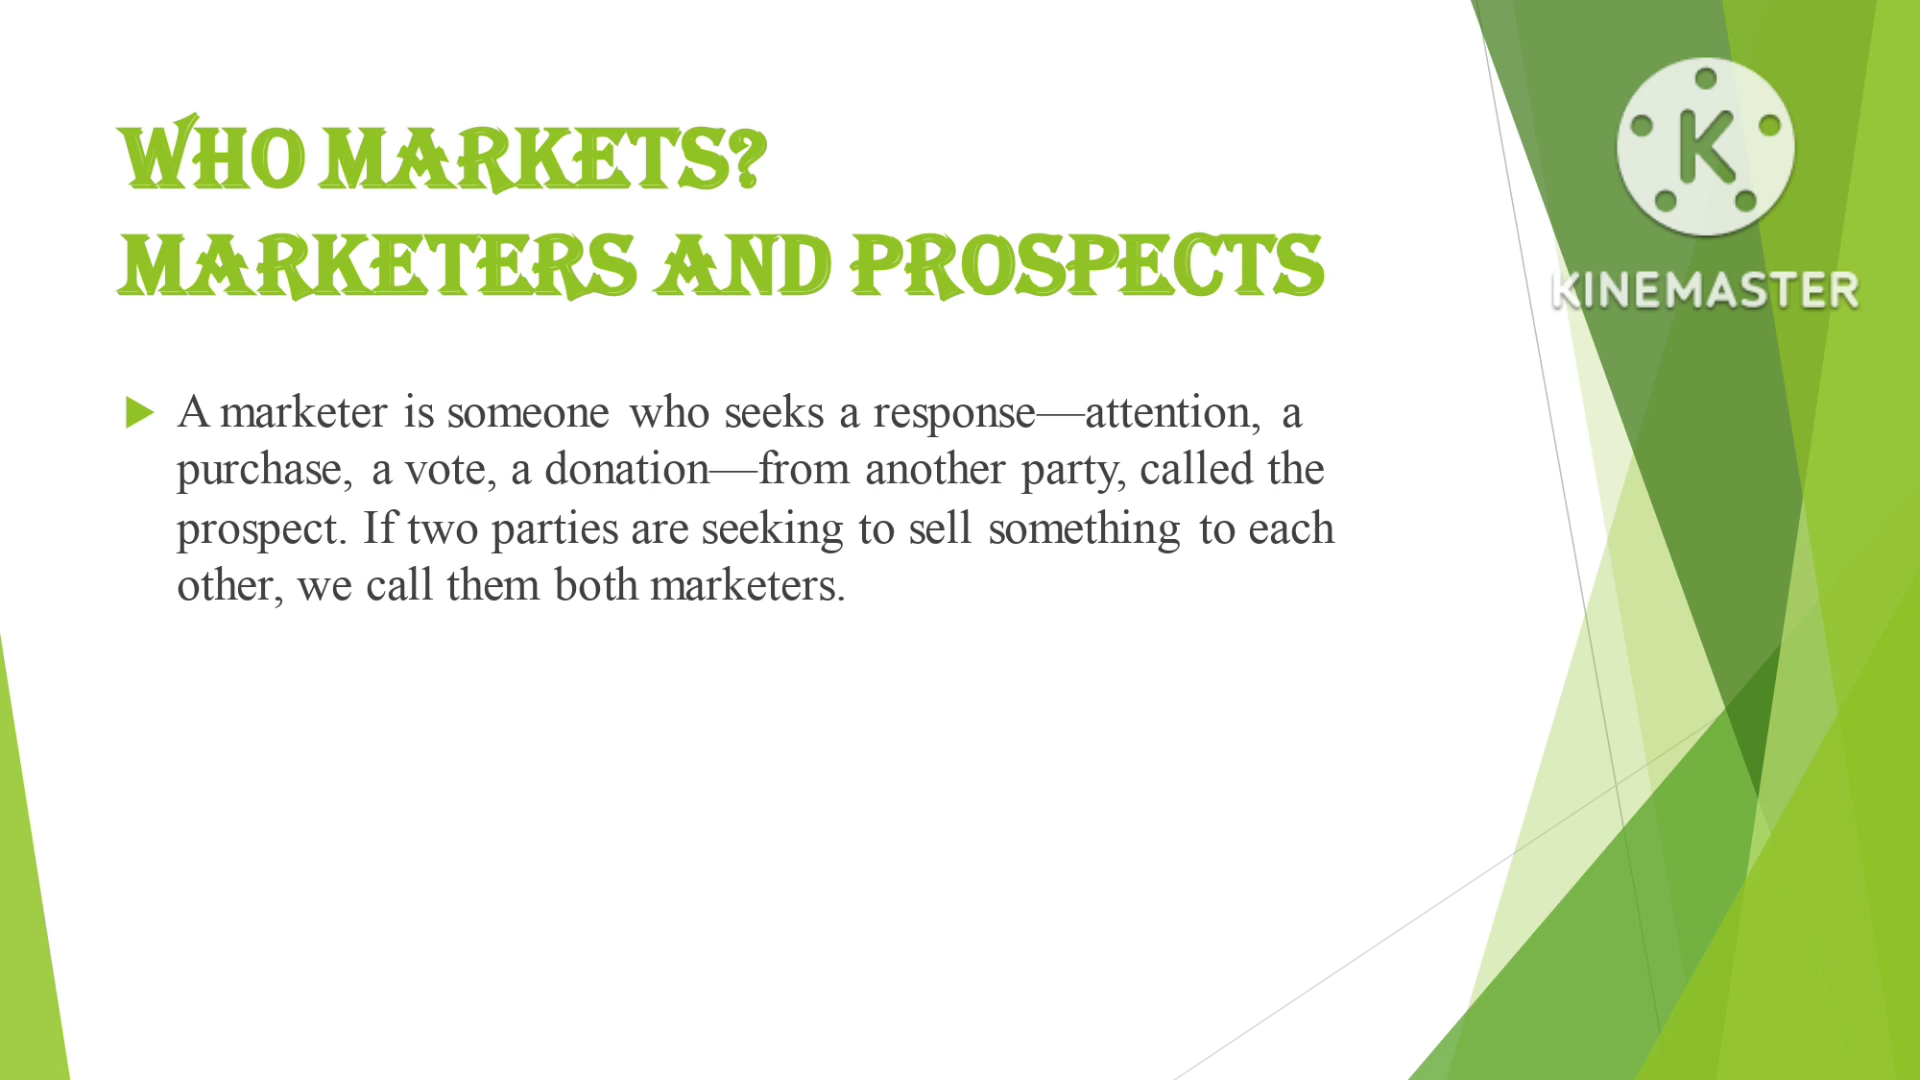 WHO MARKETS?
MARKETERS AND PROSPECTS
A marketer is someone who seeks a response—attention, a
purchase, a vote, a donation—from another party, called the
prospect. If two parties are seeking to sell something to each
other, we call them both marketers.
K
KINEMASTER